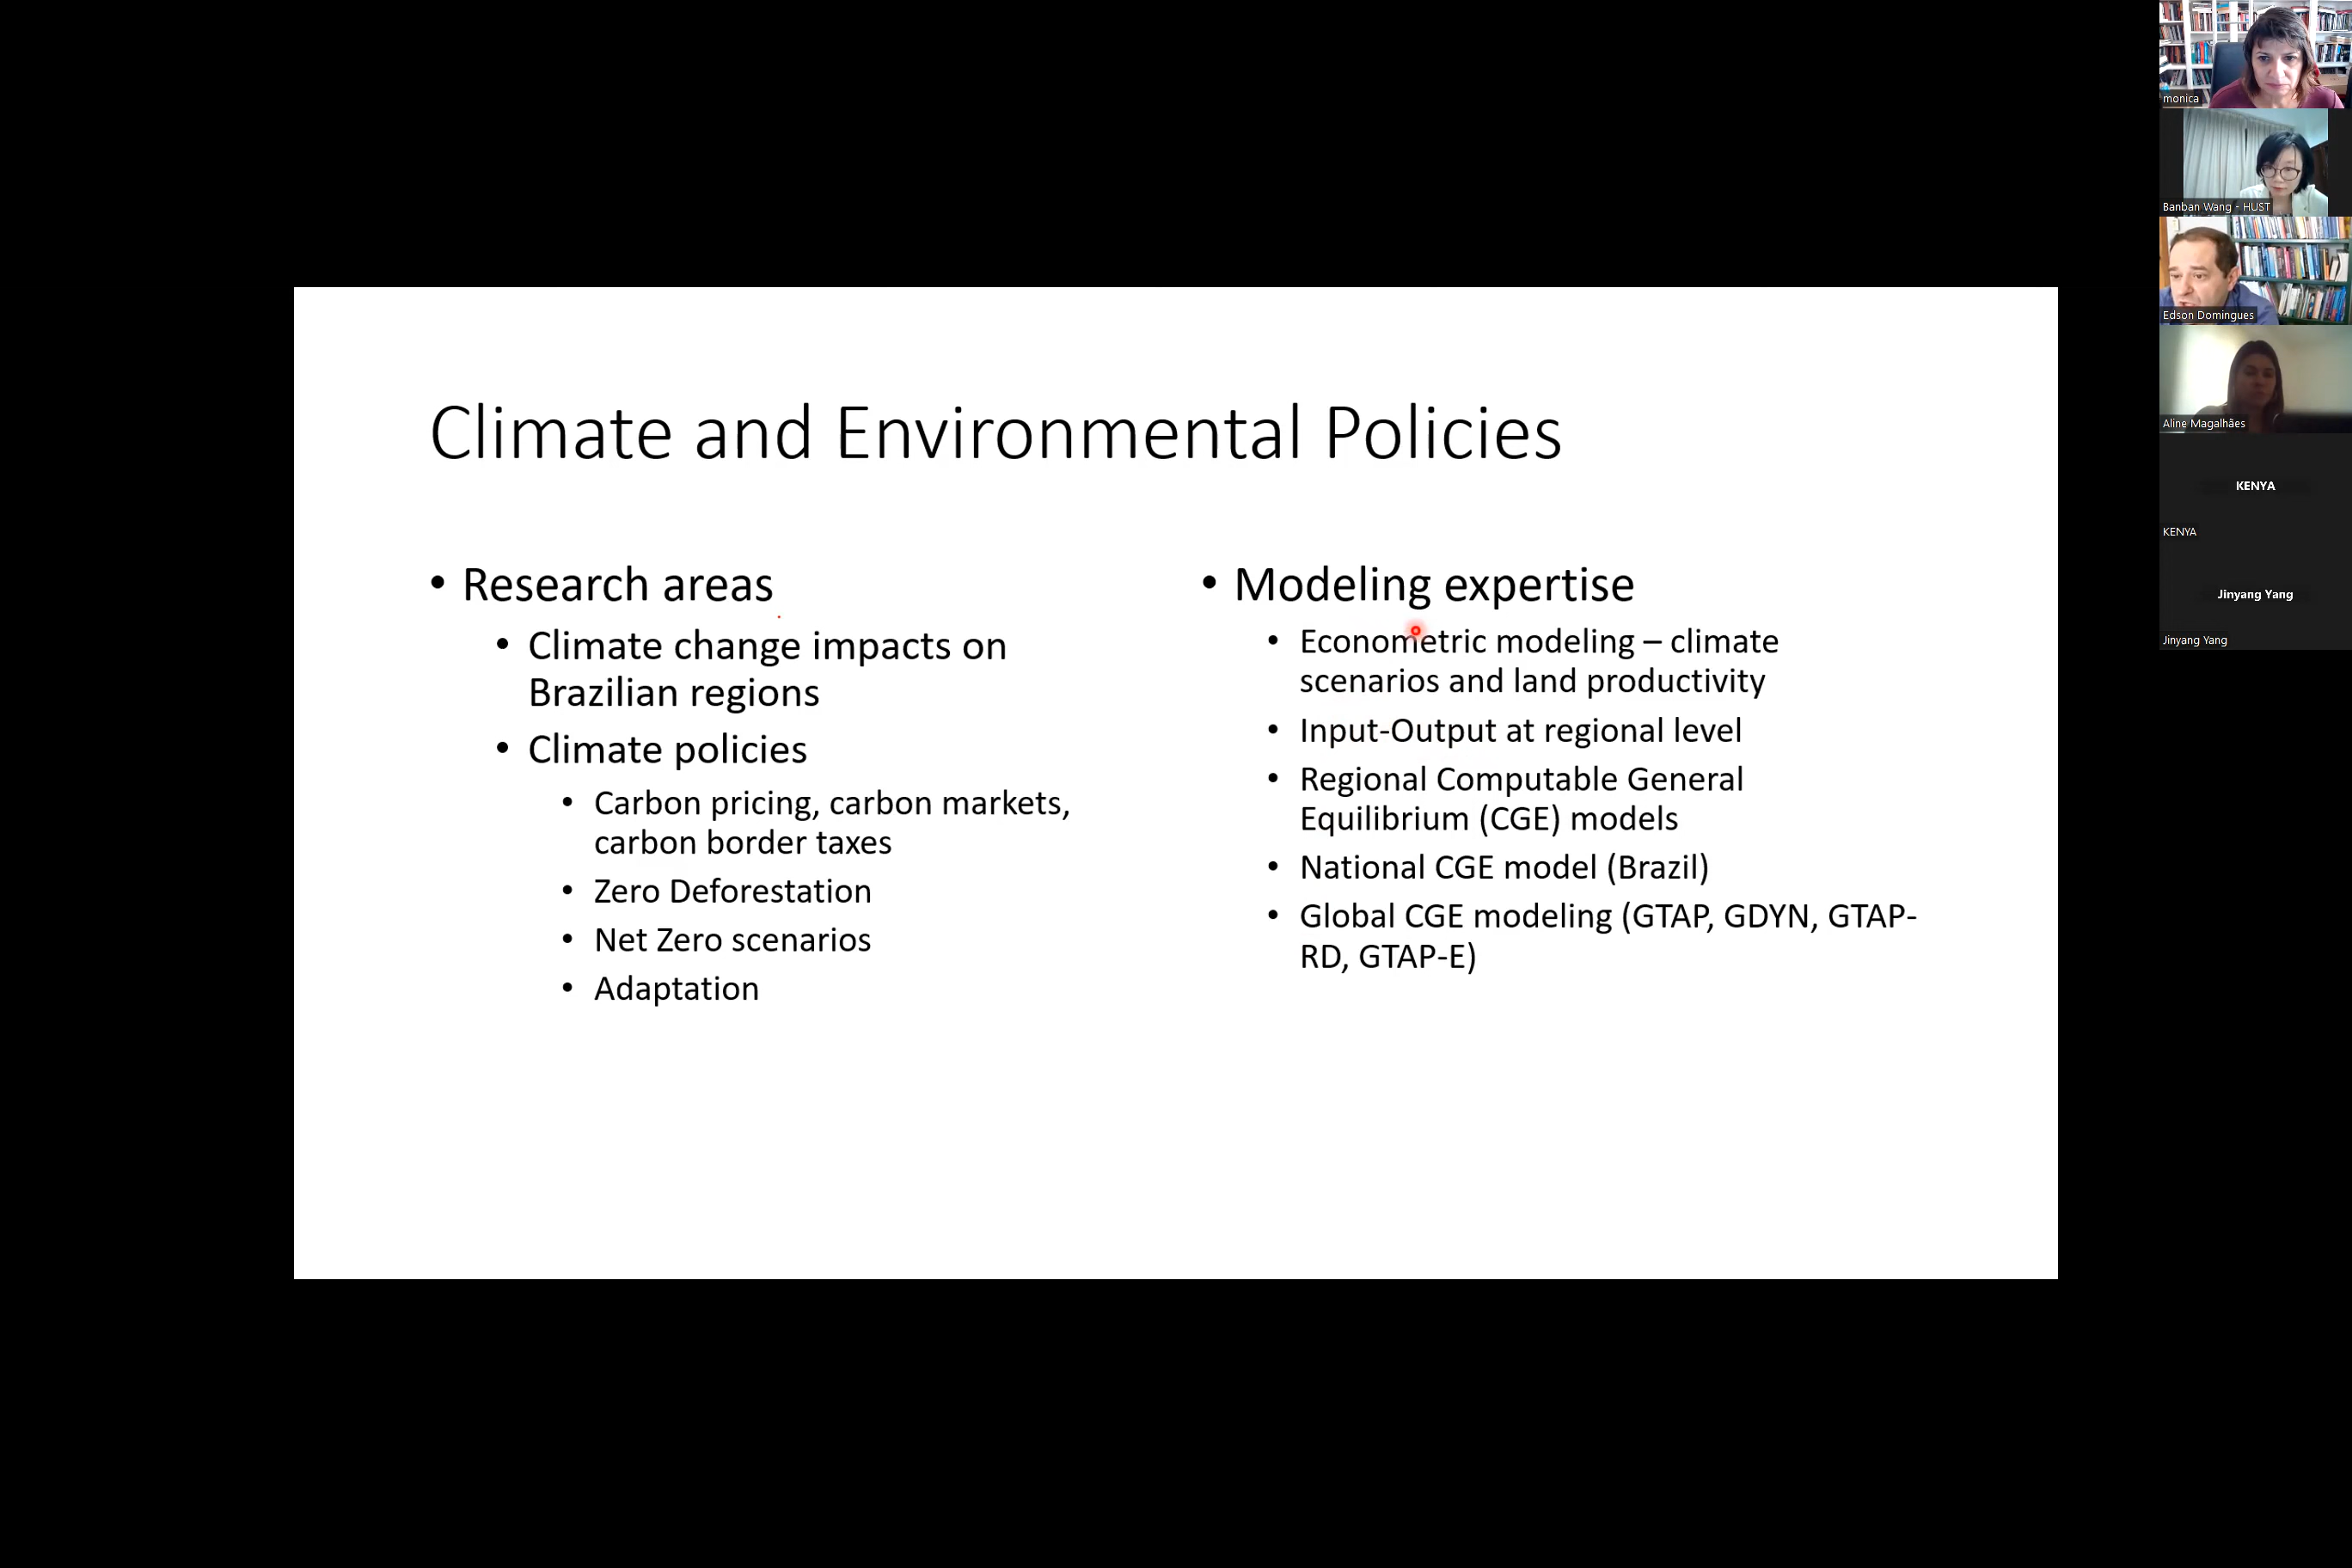 Climate and Environmental Policies
• Research areas
• Climate change impacts on
Brazilian regions
• Climate policies
• Carbon pricing, carbon markets,
carbon border taxes
• Zero Deforestation
• Net Zero scenarios
• Adaptation
• Modeling expertise
• Econometric modeling – climate
scenarios and land productivity
• Input-Output at regional level
• Regional Computable General
Equilibrium (CGE) models
• National CGE model (Brazil)
• Global CGE modeling (GTAP, GDYN, GTAP-
RD, GTAP-E)
monica
Banban Wang - HUST
Edson Domingues
Aline Magalhães
KENYA
KENYA
Jinyang Yang
Jinyang Yang